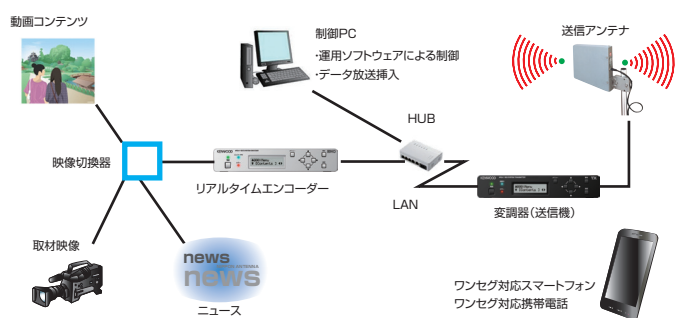 動画コンテンツ
制御PC
・運用ソフトウェアによる制御
・データ放送挿入
送信アンテナ
HUB
映像切換器
KENWOOD
リアルタイムエンコーダー
LAN
KENWOOD
変調器（送信機）
取材映像
news
news
ニュース
ワンセグ対応スマートフォン
ワンセグ対応携帯電話